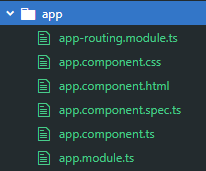 app
app-routing.module.ts
app.component.css
app.component.html
app.component.spec.ts
app.component.ts
app.module.ts